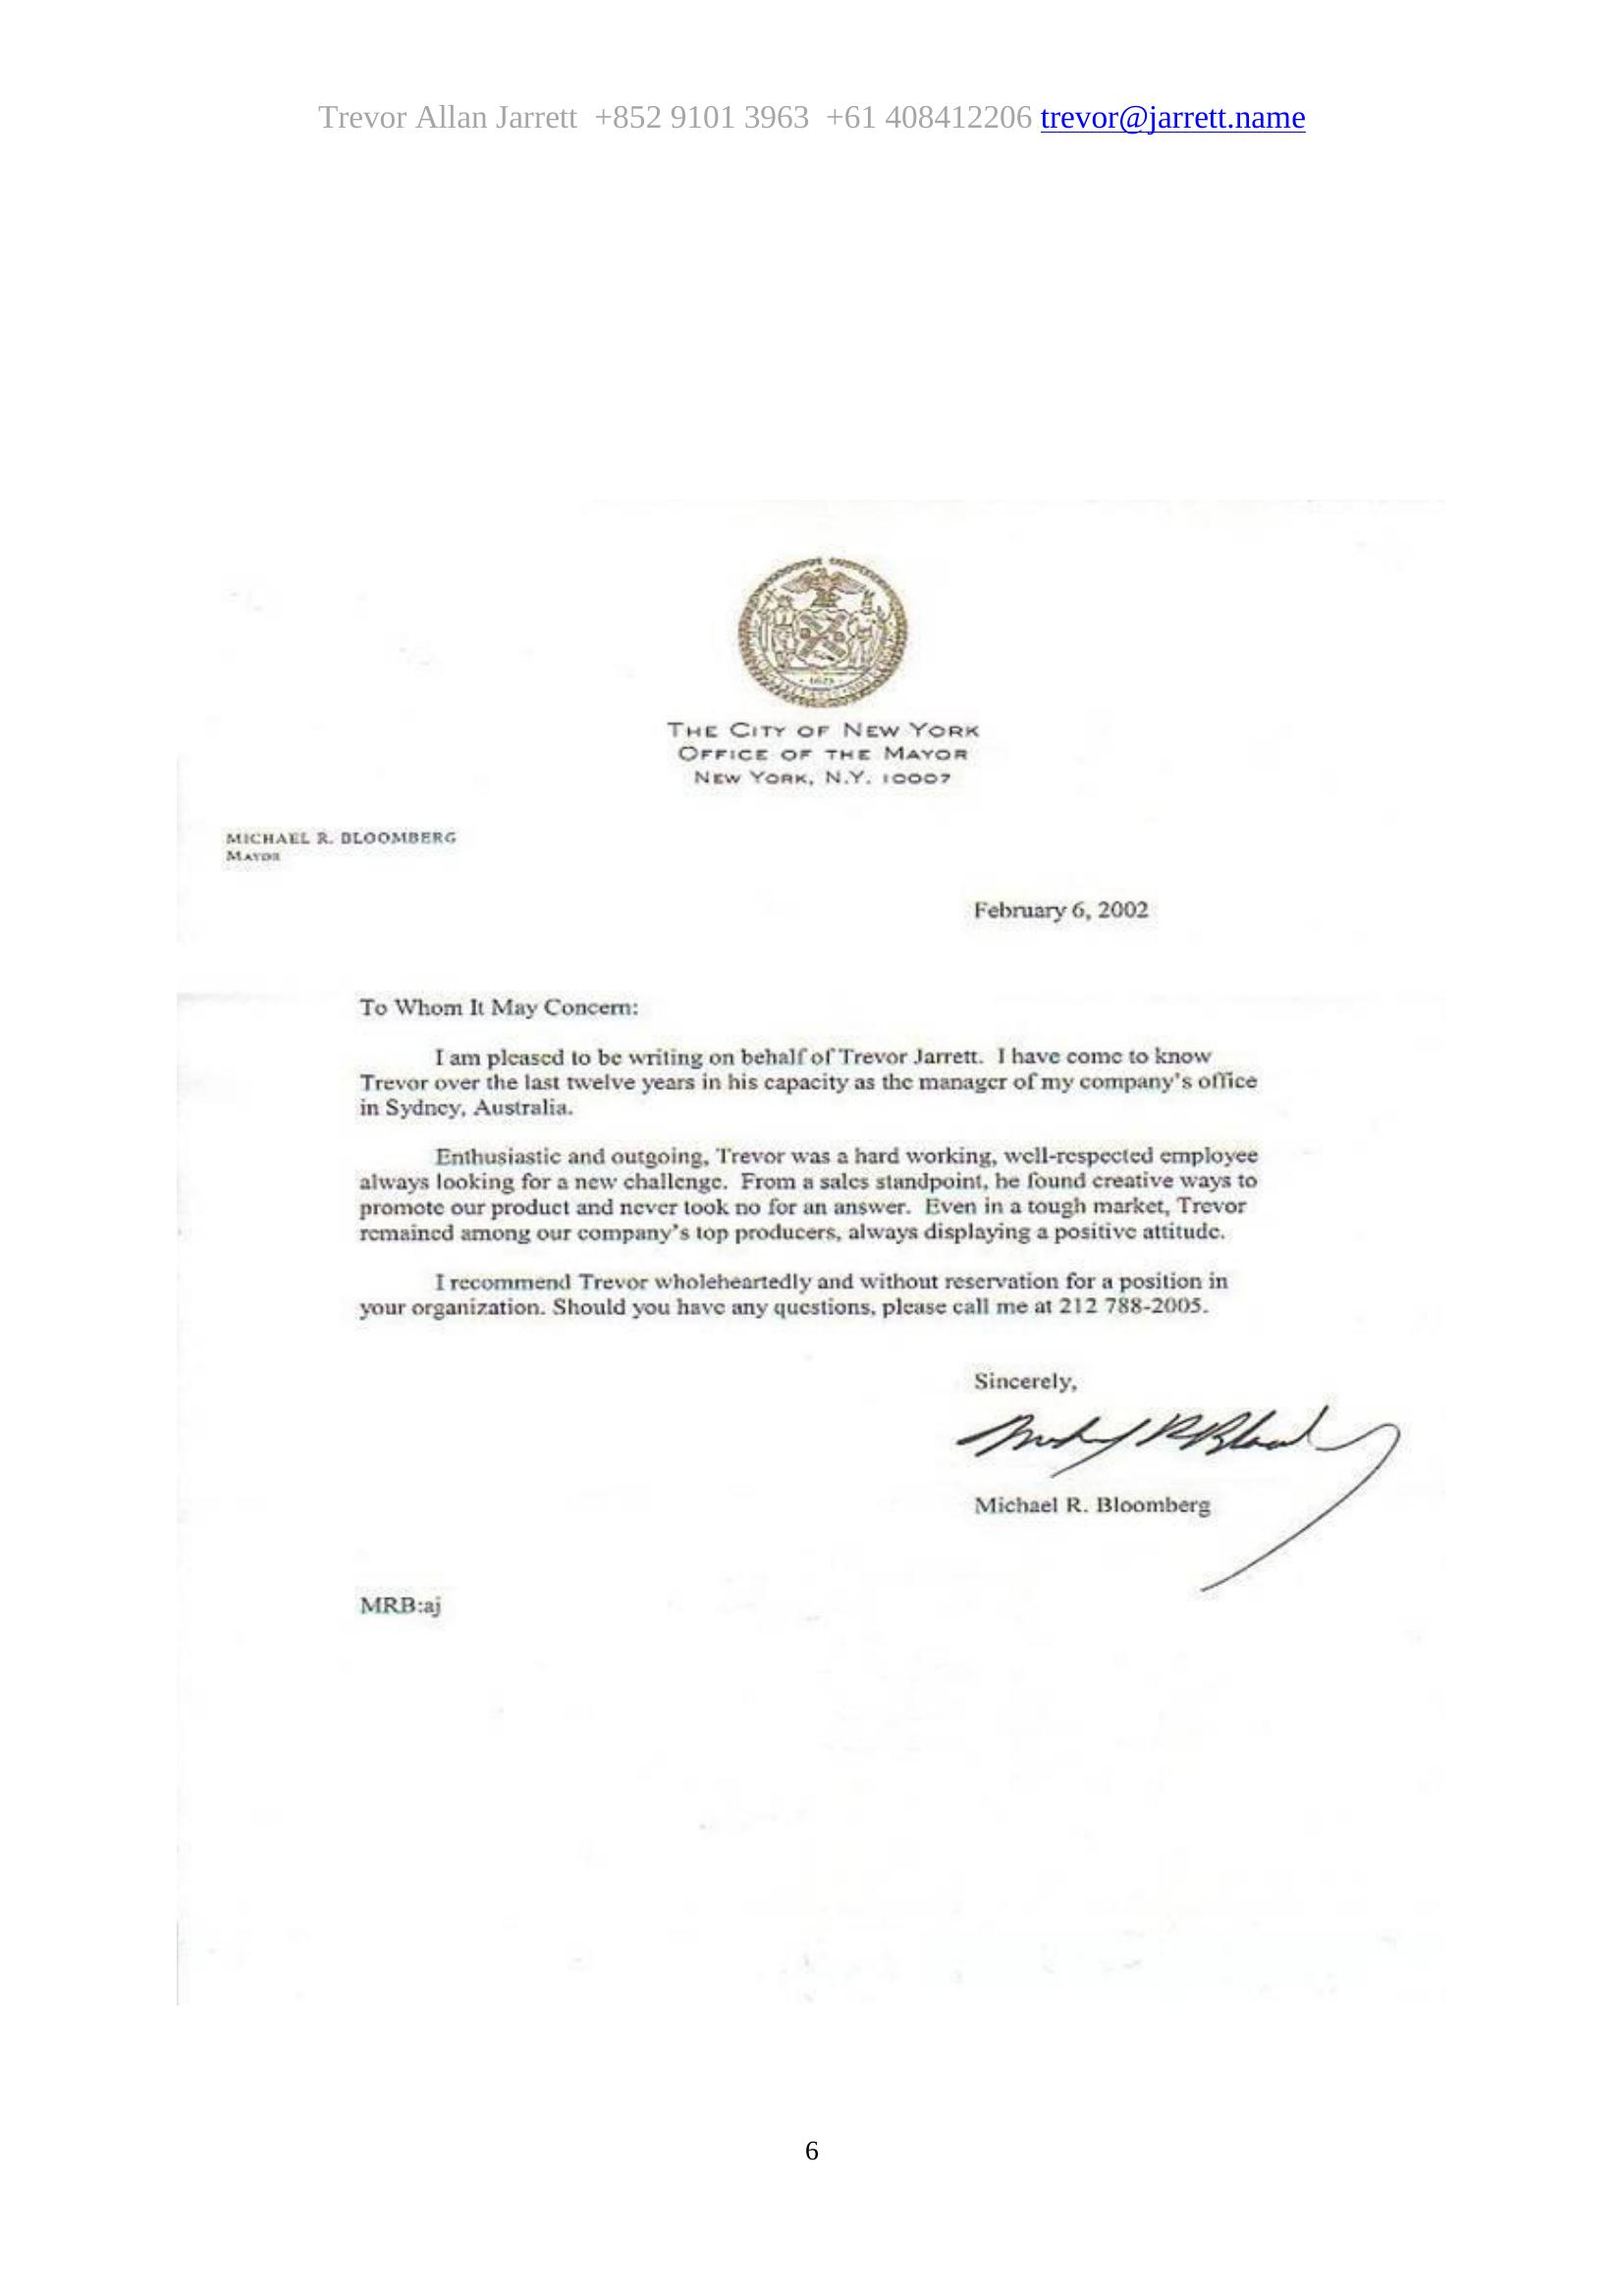 Trevor Allan Jarrett  +852 9101 3963  +61 408412206 trevor@jarrett.name
1625
THE CITY OF NEW YORK
OFFICE OF THE MAYOR
NEW YORK, N.Y. 10007
MICHAEL R. BLOOMBERG
MAYOR
February 6, 2002
To Whom It May Concern:
I am pleased to be writing on behalf of Trevor Jarrett.  I have come to know
Trevor over the last twelve years in his capacity as the manager of my company's office
in Sydney, Australia.
Enthusiastic and outgoing, Trevor was a hard working, well-respected employee
always looking for a new challenge.  From a sales standpoint, he found creative ways to
promote our product and never took no for an answer.  Even in a tough market, Trevor
remained among our company's top producers, always displaying a positive attitude.
I recommend Trevor wholeheartedly and without reservation for a position in
your organization. Should you have any questions, please call me at 212 788-2005.
Sincerely,
Michael R. Bloomberg
MRB:aj
6